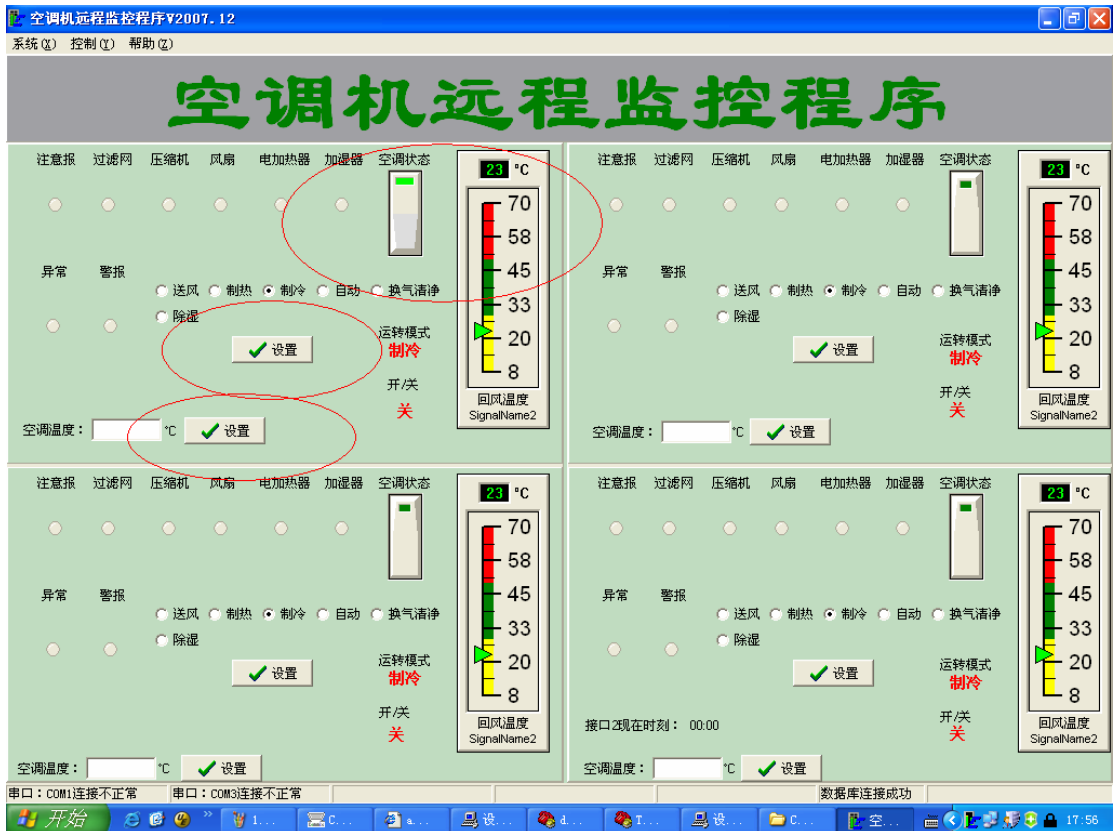 空调机远程监控程序V2007.12
系统(X) 控制(Y) 帮助(Z)
空调机远程监控程序
注意报 过滤网 压缩机 风扇 电加热器 加湿器 空调状态
23 °C
70
58
45
33
20
8
异常 警报
送风 制热 制冷 自动 换气清净
除湿
设置
运转模式
制冷
开/关
关
回风温度
SignalName2
空调温度： °C 设置
注意报 过滤网 压缩机 风扇 电加热器 加湿器 空调状态
23 °C
70
58
45
33
20
8
异常 警报
送风 制热 制冷 自动 换气清净
除湿
设置
运转模式
制冷
开/关
关
回风温度
SignalName2
空调温度： °C 设置
注意报 过滤网 压缩机 风扇 电加热器 加湿器 空调状态
23 °C
70
58
45
33
20
8
异常 警报
送风 制热 制冷 自动 换气清净
除湿
设置
运转模式
制冷
开/关
关
回风温度
SignalName2
空调温度： °C 设置
注意报 过滤网 压缩机 风扇 电加热器 加湿器 空调状态
23 °C
70
58
45
33
20
8
异常 警报
送风 制热 制冷 自动 换气清净
除湿
设置
运转模式
制冷
接口2现在时刻： 00:00
开/关
关
回风温度
SignalName2
空调温度： °C 设置
串口：COM1连接不正常 串口：COM3连接不正常 数据库连接成功
开始 1... C... a... 设... d... T... 设... C... 空... 17:56